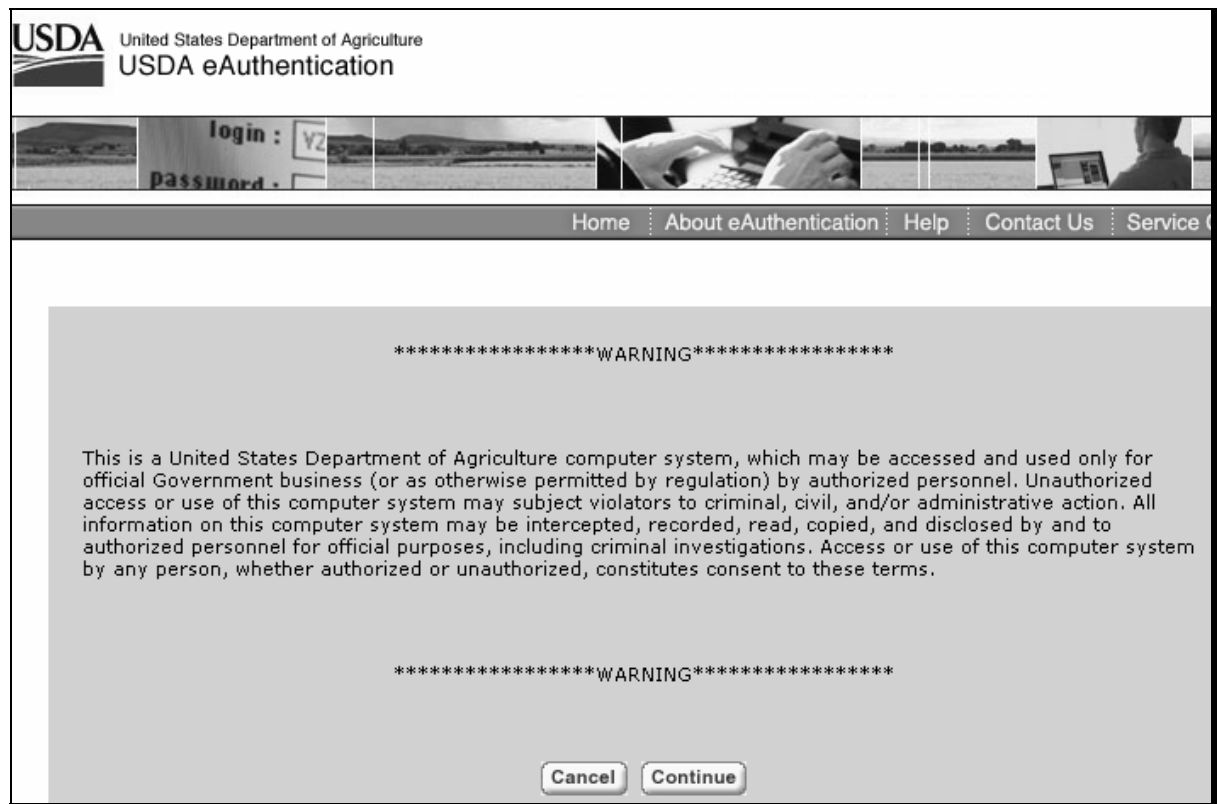 USDA
United States Department of Agriculture
USDA eAuthentication
login : VZ
password :
Home About eAuthentication Help Contact Us Service
*****************WARNING*****************
This is a United States Department of Agriculture computer system, which may be accessed and used only for
official Government business (or as otherwise permitted by regulation) by authorized personnel. Unauthorized
access or use of this computer system may subject violators to criminal, civil, and/or administrative action. All
information on this computer system may be intercepted, recorded, read, copied, and disclosed by and to
authorized personnel for official purposes, including criminal investigations. Access or use of this computer system
by any person, whether authorized or unauthorized, constitutes consent to these terms.
*****************WARNING*****************
Cancel Continue